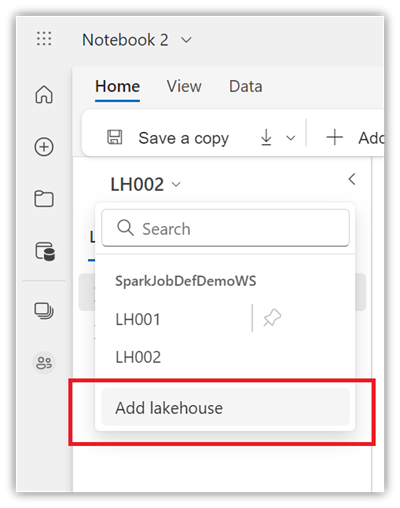 Notebook 2
Home View Data
Save a copy Add
LH002
Search
SparkJobDefDemoWS
LH001
LH002
Add lakehouse